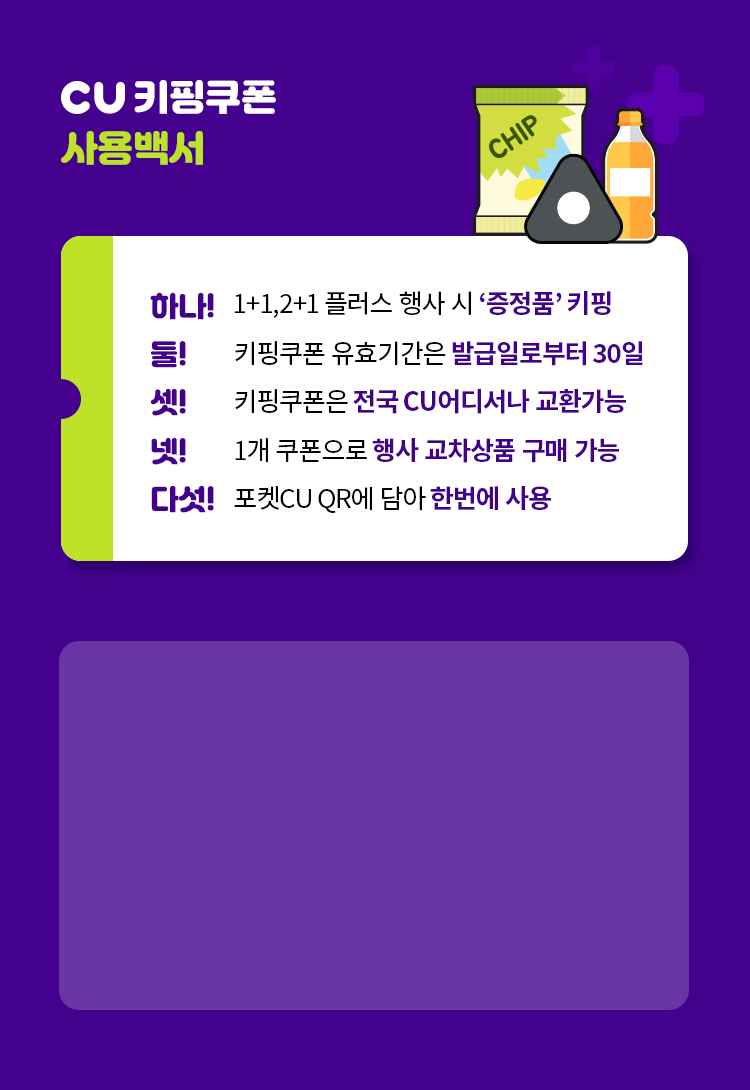 CU 키핑쿠폰
사용백서
CHIP
하나! 1+1,2+1 플러스 행사 시 ‘증정품’ 키핑
둘! 키핑쿠폰 유효기간은 발급일로부터 30일
셋! 키핑쿠폰은 전국 CU어디서나 교환가능
넷! 1개 쿠폰으로 행사 교차상품 구매 가능
다섯! 포켓CU QR에 담아 한번에 사용